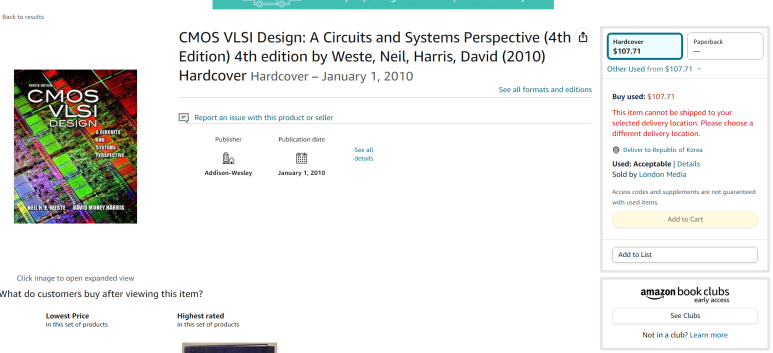 Back to results
CMOS VLSI Design: A Circuits and Systems Perspective (4th
Edition) 4th edition by Weste, Neil, Harris, David (2010)
Hardcover Hardcover – January 1, 2010
See all formats and editions
Report an issue with this product or seller
Publisher
Addison-Wesley
Publication date
January 1, 2010
See all
details
FOURTH EDITION
CMOS
VLSI
DESIGN
A CIRCUITS
AND
SYSTEMS
PERSPECTIVE
NEIL H. E. WESTE DAVID MONEY HARRIS
Click image to open expanded view
What do customers buy after viewing this item?
Lowest Price
in this set of products
Highest rated
in this set of products
Hardcover
$107.71
Paperback
—
Other Used from $107.71
Buy used: $107.71
This item cannot be shipped to your
selected delivery location. Please choose a
different delivery location.
Deliver to Republic of Korea
Used: Acceptable | Details
Sold by London Media
Access codes and supplements are not guaranteed
with used items.
Add to Cart
Add to List
amazon book clubs
early access
See Clubs
Not in a club? Learn more